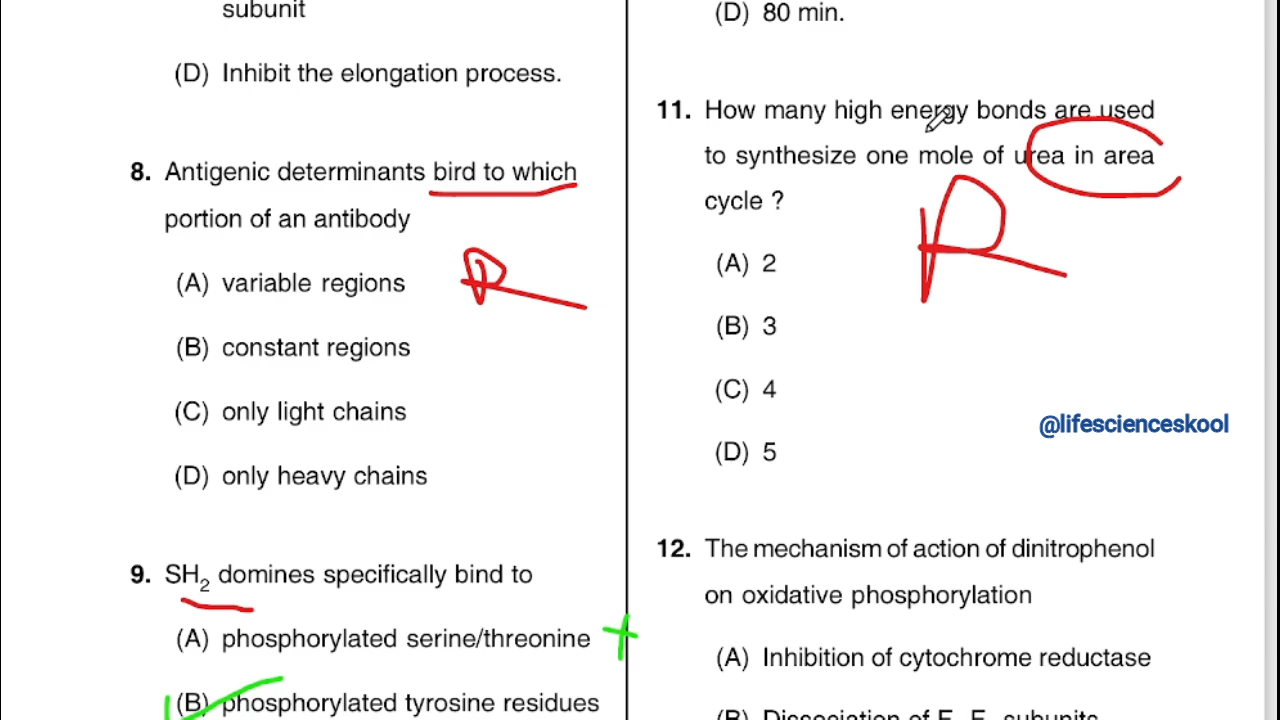 subunit
(D) Inhibit the elongation process.
8. Antigenic determinants bird to which
portion of an antibody
(A) variable regions
(B) constant regions
(C) only light chains
(D) only heavy chains
9. SH2 domines specifically bind to
(A) phosphorylated serine/threonine
(B) phosphorylated tyrosine residues
(D) 80 min.
11. How many high energy bonds are used
to synthesize one mole of urea in area
cycle ?
(A) 2
(B) 3
(C) 4
(D) 5
@lifescienceskool
12. The mechanism of action of dinitrophenol
on oxidative phosphorylation
(A) Inhibition of cytochrome reductase
(B) Dissociation of subunits